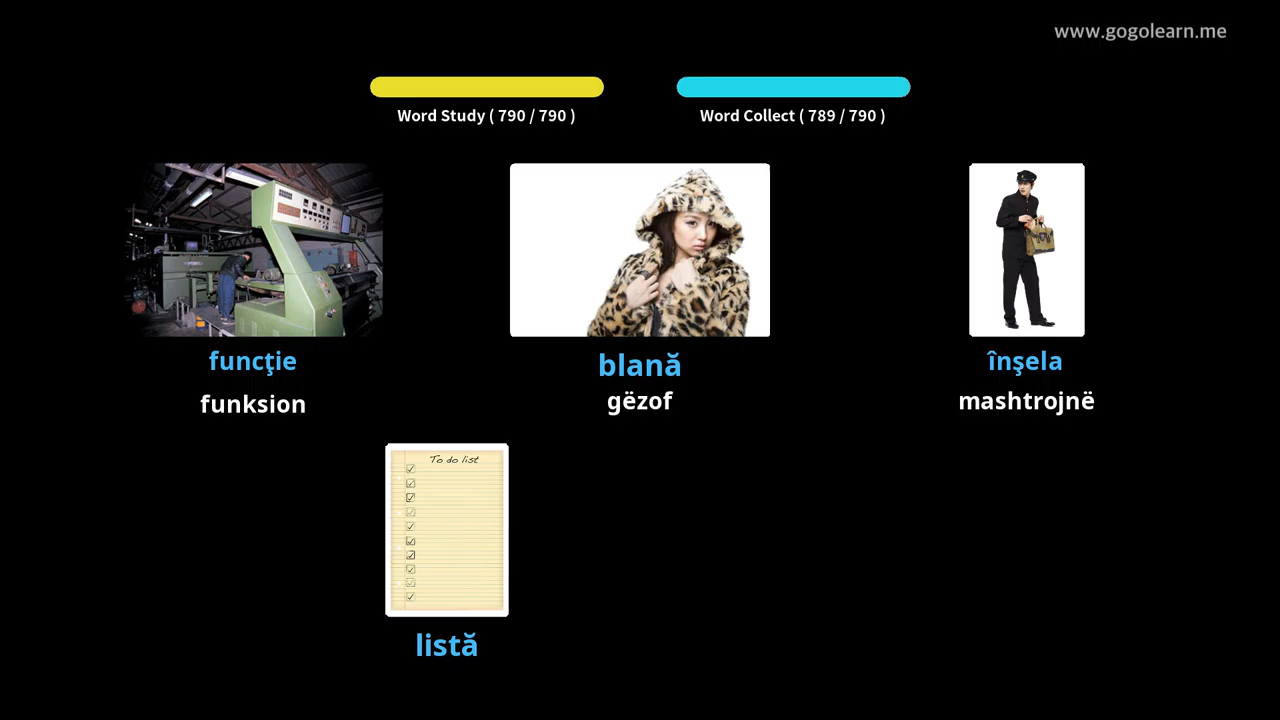 www.gogolearn.me
Word Study ( 790 / 790 )
Word Collect ( 789 / 790 )
funcţie
blană
înşela
funksion
gëzof
mashtrojnë
To do list
listă